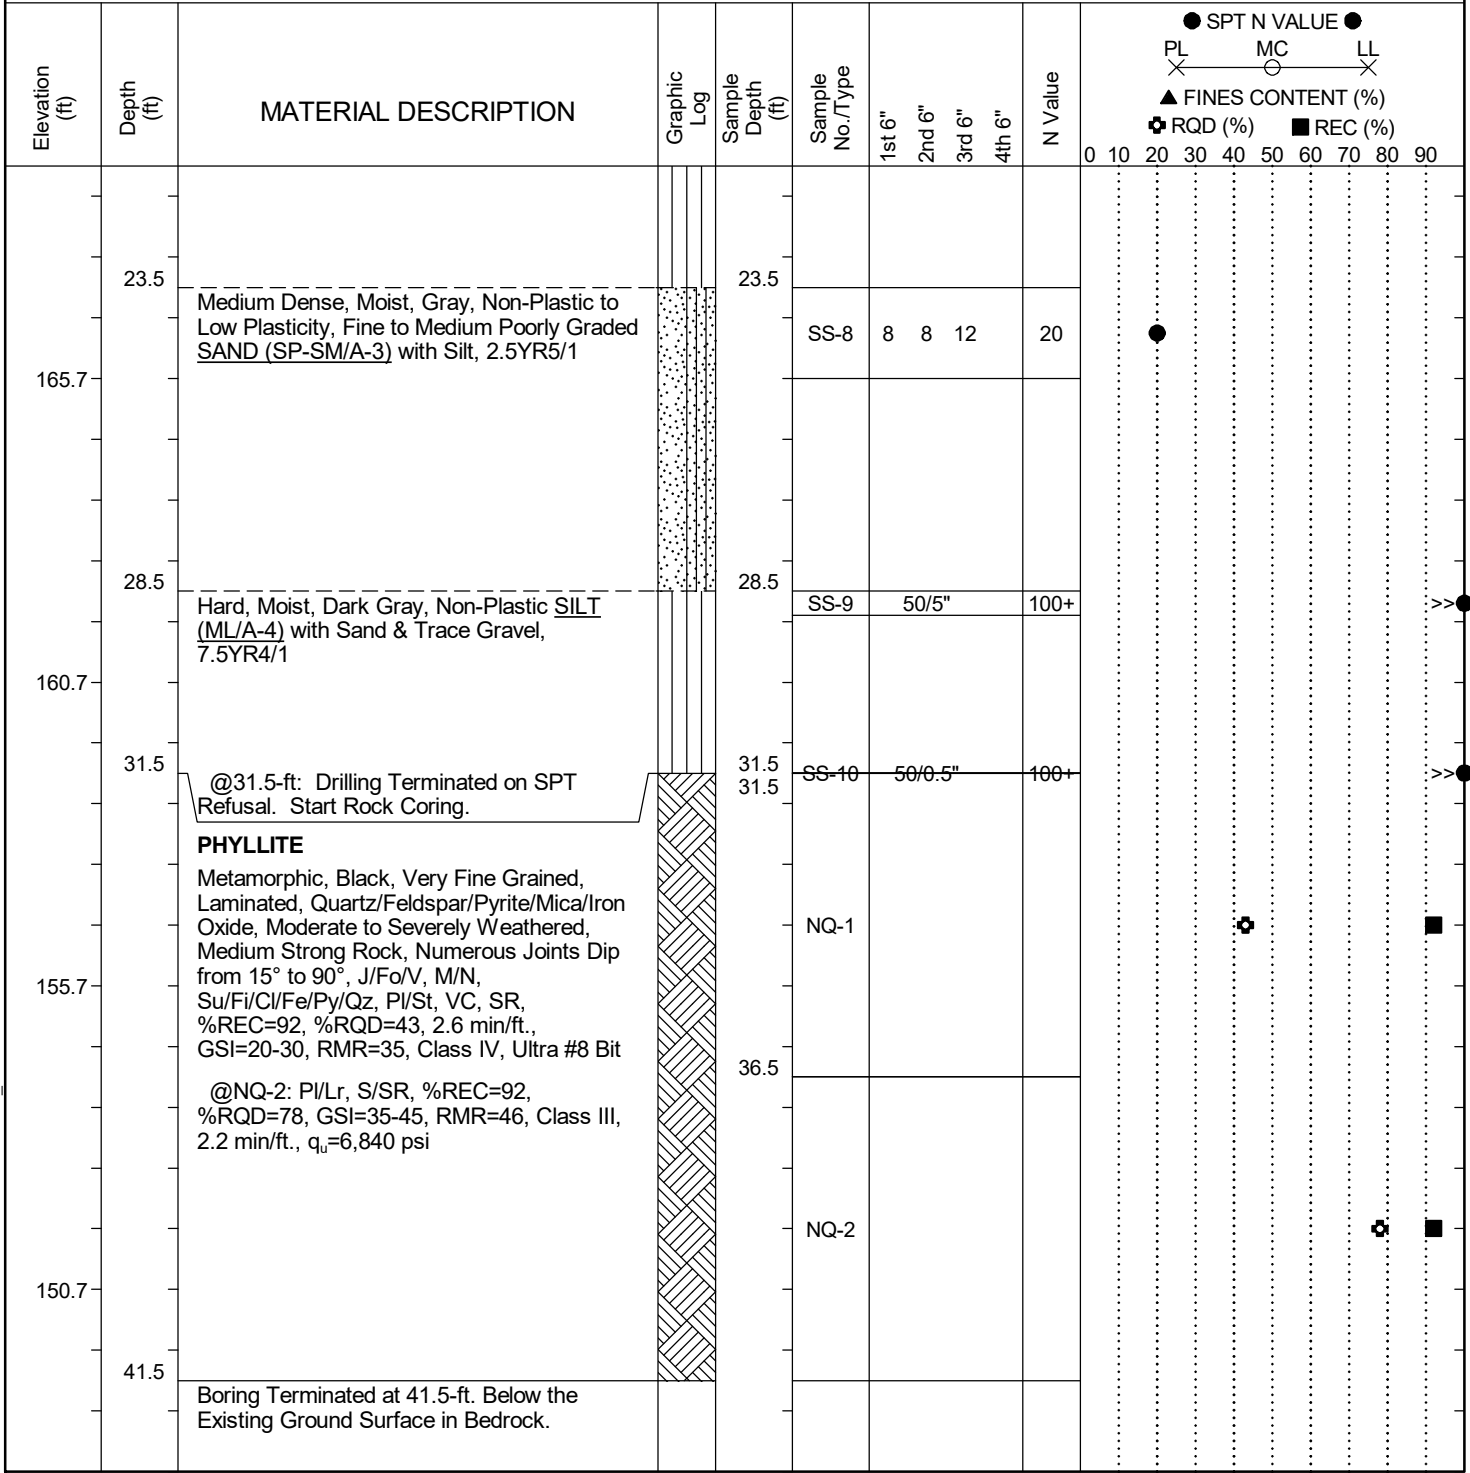 Elevation (ft)
Depth (ft)
MATERIAL DESCRIPTION
Graphic Log
Sample Depth (ft)
Sample No./Type
1st 6"
2nd 6"
3rd 6"
4th 6"
N Value
● SPT N VALUE ●
PL MC LL
▲ FINES CONTENT (%)
RQD (%) ■ REC (%)
0 10 20 30 40 50 60 70 80 90
23.5
23.5
Medium Dense, Moist, Gray, Non-Plastic to
Low Plasticity, Fine to Medium Poorly Graded
SAND (SP-SM/A-3) with Silt, 2.5YR5/1
SS-8 8 8 12 20
165.7
28.5
28.5
Hard, Moist, Dark Gray, Non-Plastic SILT
(ML/A-4) with Sand & Trace Gravel,
7.5YR4/1
SS-9 50/5" 100+ >>
160.7
31.5
31.5
31.5
SS-10 50/0.5" 100+ >>
@31.5-ft: Drilling Terminated on SPT
Refusal. Start Rock Coring.
PHYLLITE
Metamorphic, Black, Very Fine Grained,
Laminated, Quartz/Feldspar/Pyrite/Mica/Iron
Oxide, Moderate to Severely Weathered,
Medium Strong Rock, Numerous Joints Dip
from 15° to 90°, J/Fo/V, M/N,
Su/Fi/Cl/Fe/Py/Qz, Pl/St, VC, SR,
%REC=92, %RQD=43, 2.6 min/ft.,
GSI=20-30, RMR=35, Class IV, Ultra #8 Bit
NQ-1
155.7
36.5
@NQ-2: Pl/Lr, S/SR, %REC=92,
%RQD=78, GSI=35-45, RMR=46, Class III,
2.2 min/ft., qu=6,840 psi
NQ-2
150.7
41.5
Boring Terminated at 41.5-ft. Below the
Existing Ground Surface in Bedrock.